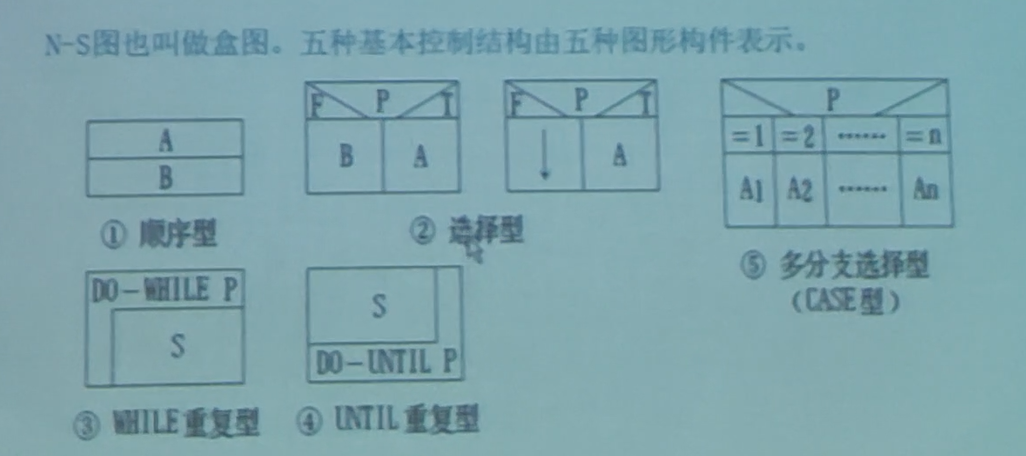 N-S图也叫做盒图。五种基本控制结构由五种图形构件表示。
A
B
① 顺序型
F P T
B A
F P T
A
② 选择型
P
=1 =2 …… =n
A1 A2 …… An
⑤ 多分支选择型
（CASE型）
DO-WHILE P
S
③ WHILE重复型
S
DO-UNTIL P
④ UNTIL重复型